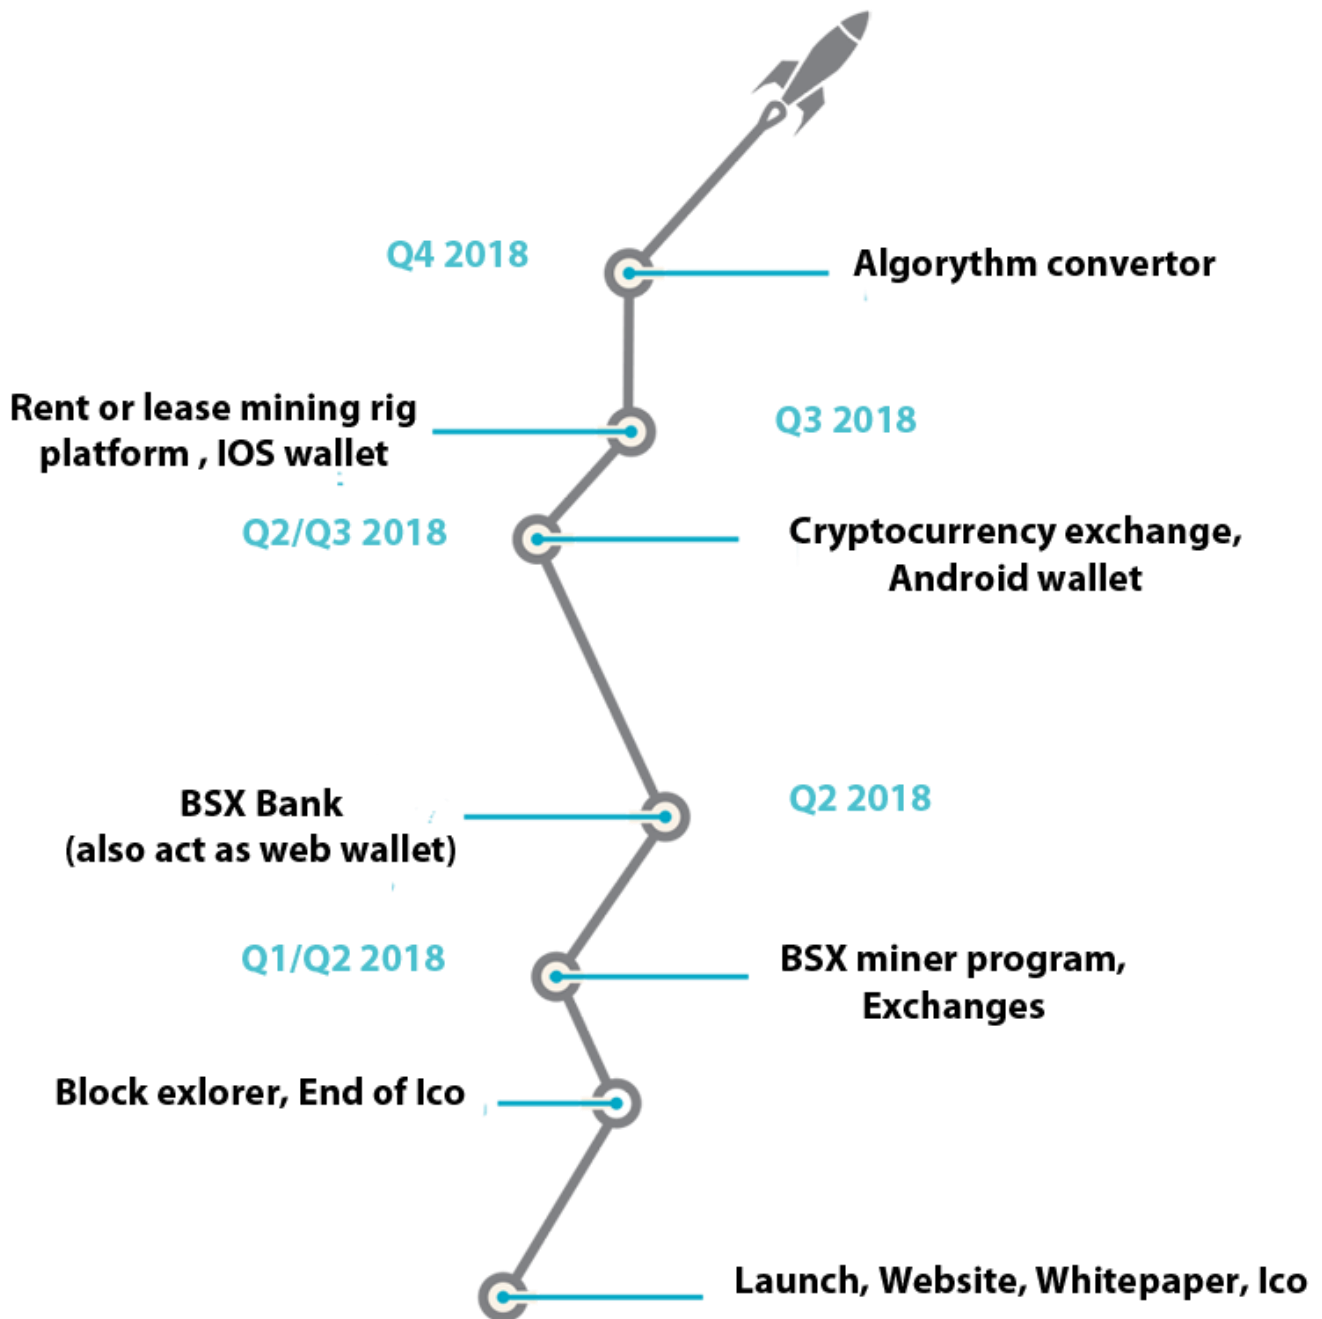 Q4 2018
Algorythm convertor
Rent or lease mining rig
platform , IOS wallet
Q3 2018
Q2/Q3 2018
Cryptocurrency exchange,
Android wallet
BSX Bank
(also act as web wallet)
Q2 2018
Q1/Q2 2018
BSX miner program,
Exchanges
Block exlorer, End of Ico
Launch, Website, Whitepaper, Ico